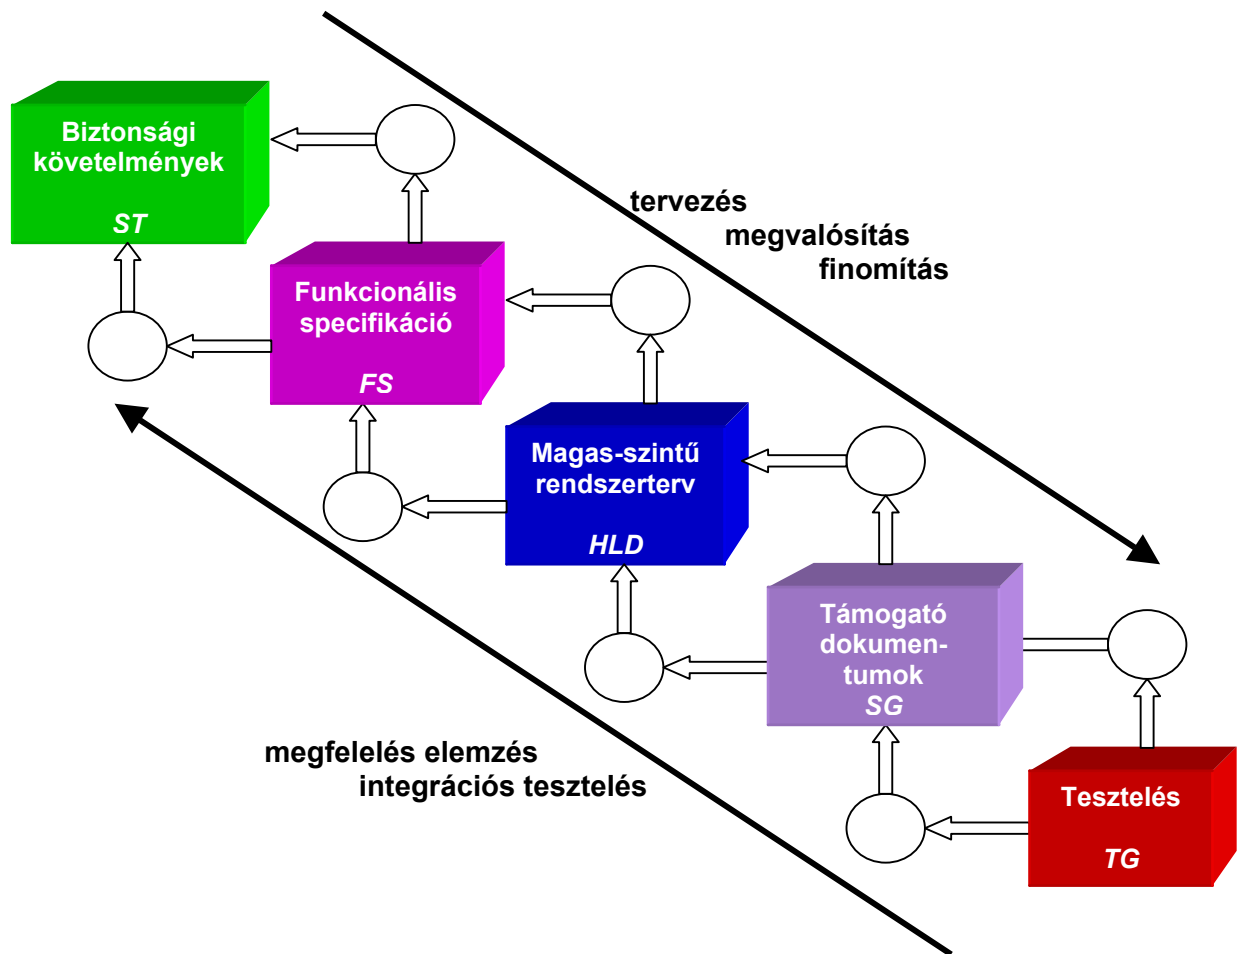 Biztonsági
követelmények
ST
tervezés
megvalósítás
finomítás
Funkcionális
specifikáció
FS
Magas-szintű
rendszerterv
HLD
Támogató
dokumen-
tumok
SG
megfelelés elemzés
integrációs tesztelés
Tesztelés
TG